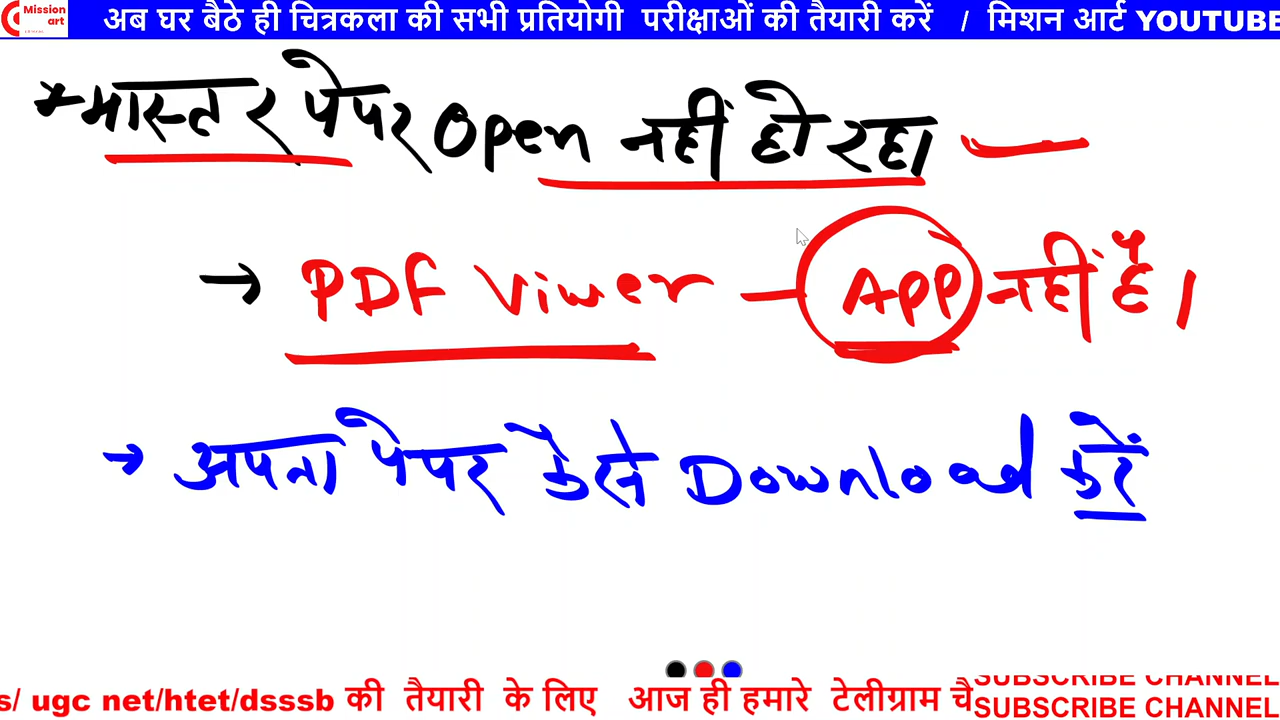 Mission
art
अब घर बैठे ही चित्रकला की सभी प्रतियोगी परीक्षाओं की तैयारी करें / मिशन आर्ट YOUTUBE
*मास्तर पेपर Open नहीं हो रहा —
→ PDF Viwer — APP नहीं है।
→ अपना पेपर कैसे Download करें
s/ ugc net/htet/dsssb की तैयारी के लिए आज ही हमारे टेलीग्राम चै
SUBSCRIBE CHANNEL
SUBSCRIBE CHANNEL